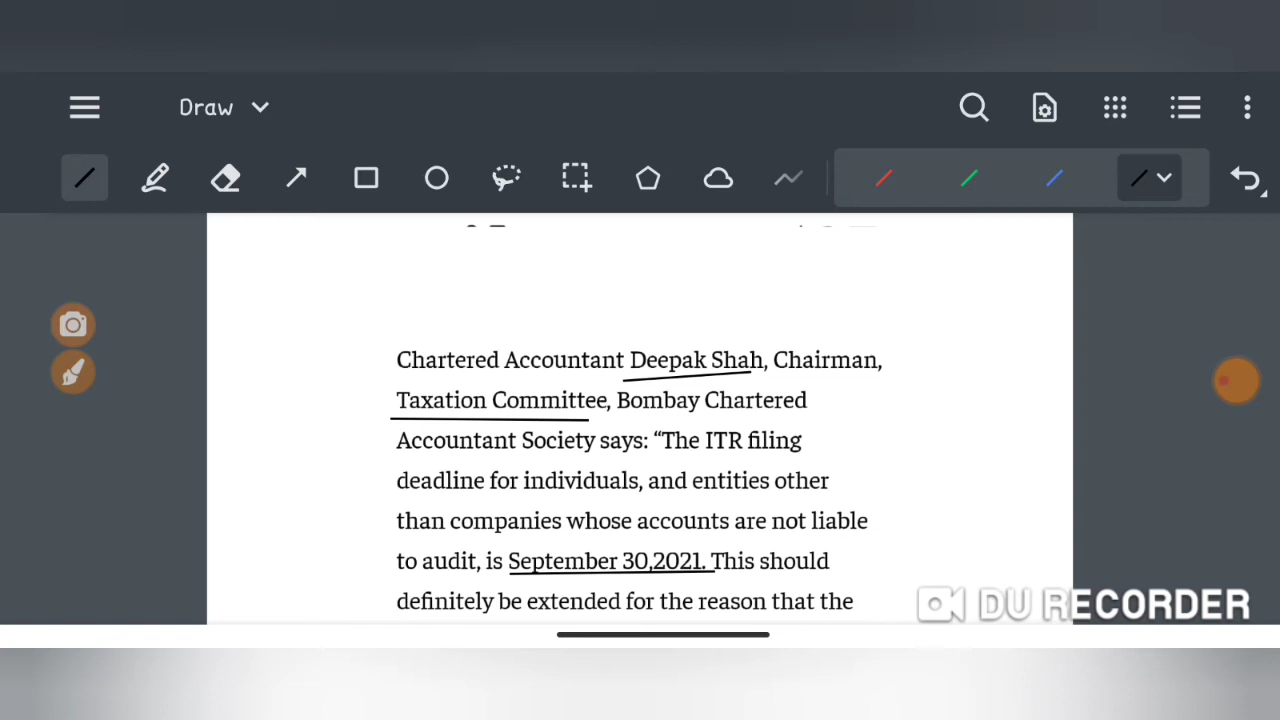 Draw
Chartered Accountant Deepak Shah, Chairman,
Taxation Committee, Bombay Chartered
Accountant Society says: “The ITR filing
deadline for individuals, and entities other
than companies whose accounts are not liable
to audit, is September 30,2021. This should
definitely be extended for the reason that the
DU RECORDER